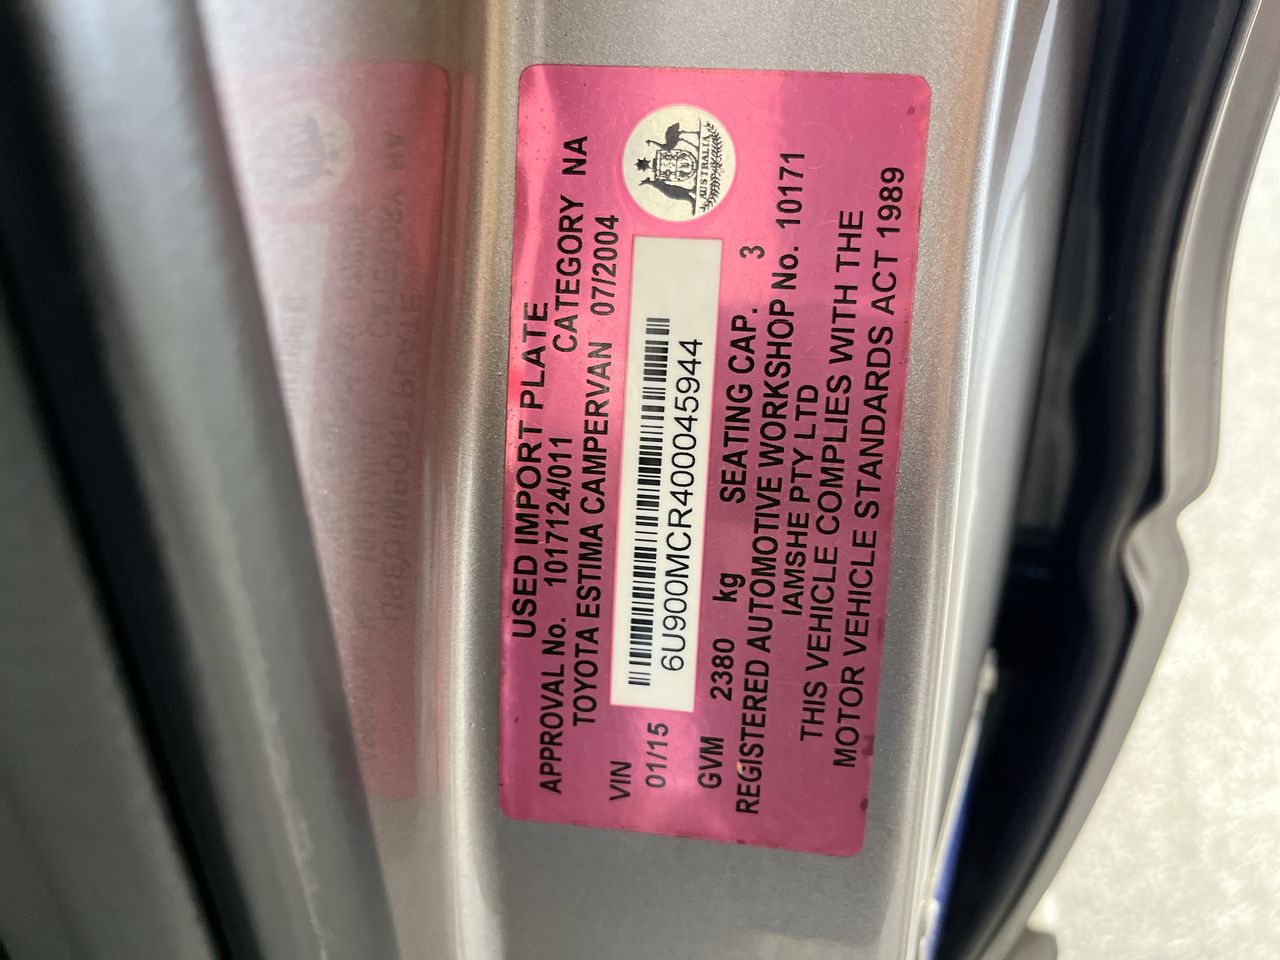 USED IMPORT PLATE
APPROVAL No. 1017124/011 CATEGORY NA
TOYOTA ESTIMA CAMPERVAN 07/2004
VIN
01/15
6U900MCR400045944
AUSTRALIA
GVM 2380 kg SEATING CAP. 3
REGISTERED AUTOMOTIVE WORKSHOP No. 10171
IAMSHE PTY LTD
THIS VEHICLE COMPLIES WITH THE
MOTOR VEHICLE STANDARDS ACT 1989